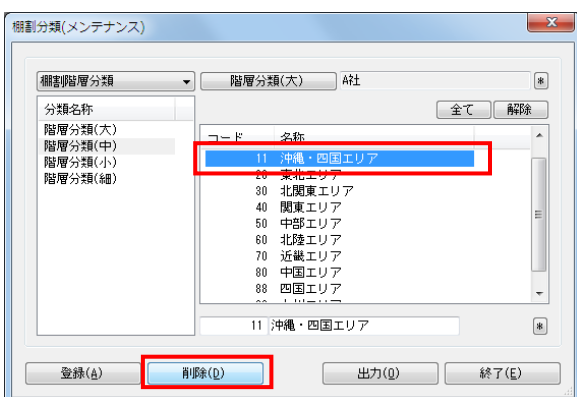 棚割分類(メンテナンス)
棚割階層分類 階層分類(大) A社 *
分類名称 全て 解除
階層分類(大)
階層分類(中)
階層分類(小)
階層分類(細)
コード 名称
11 沖縄・四国エリア
20 東北エリア
30 北関東エリア
40 関東エリア
50 中部エリア
60 北陸エリア
70 近畿エリア
80 中国エリア
88 四国エリア
11 沖縄・四国エリア *
登録(A) 削除(D) 出力(O) 終了(E)